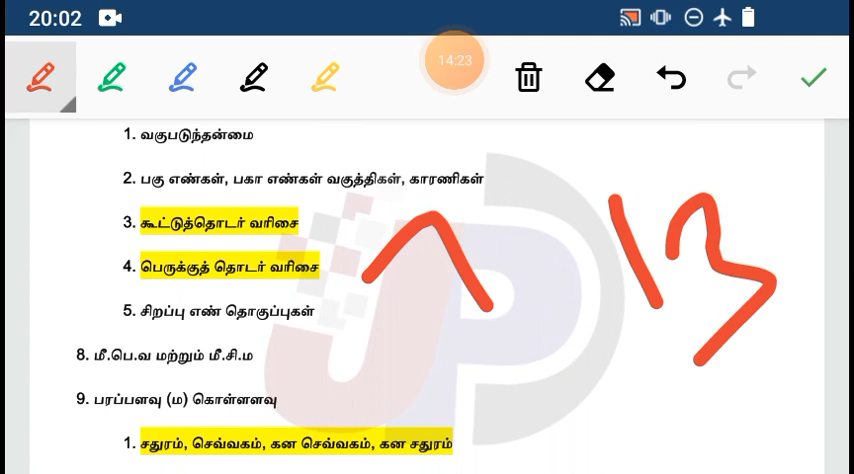 20:02
14:23
1. வகுபடுந்தன்மை
2. பகு எண்கள், பகா எண்கள் வகுத்திகள், காரணிகள்
3. கூட்டுத்தொடர் வரிசை
4. பெருக்குத் தொடர் வரிசை
13
5. சிறப்பு எண் தொகுப்புகள்
8. மீ.பெ.வ மற்றும் மீ.சி.ம
9. பரப்பளவு (ம) கொள்ளளவு
1. சதுரம், செவ்வகம், கன செவ்வகம், கன சதுரம்